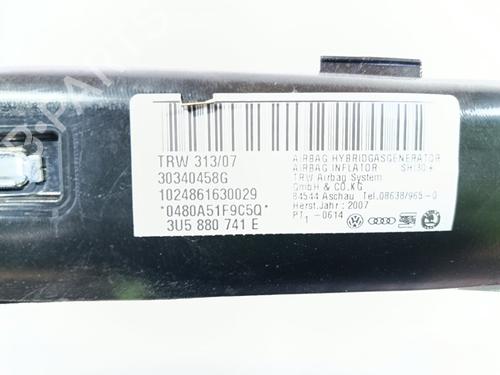 TRW 313/07
30340458G
1024861630029
*0480A51F9C5Q*
3U5 880 741 E
AIRBAG HYBRIDGASGENERATOR
AIRBAG INFLATOR SHI30+
TRW Airbag System
GmbH & CO.KG
84544 Aschau Tel.08638/965-0
Herst.Jahr: 2007
PT1 -0614